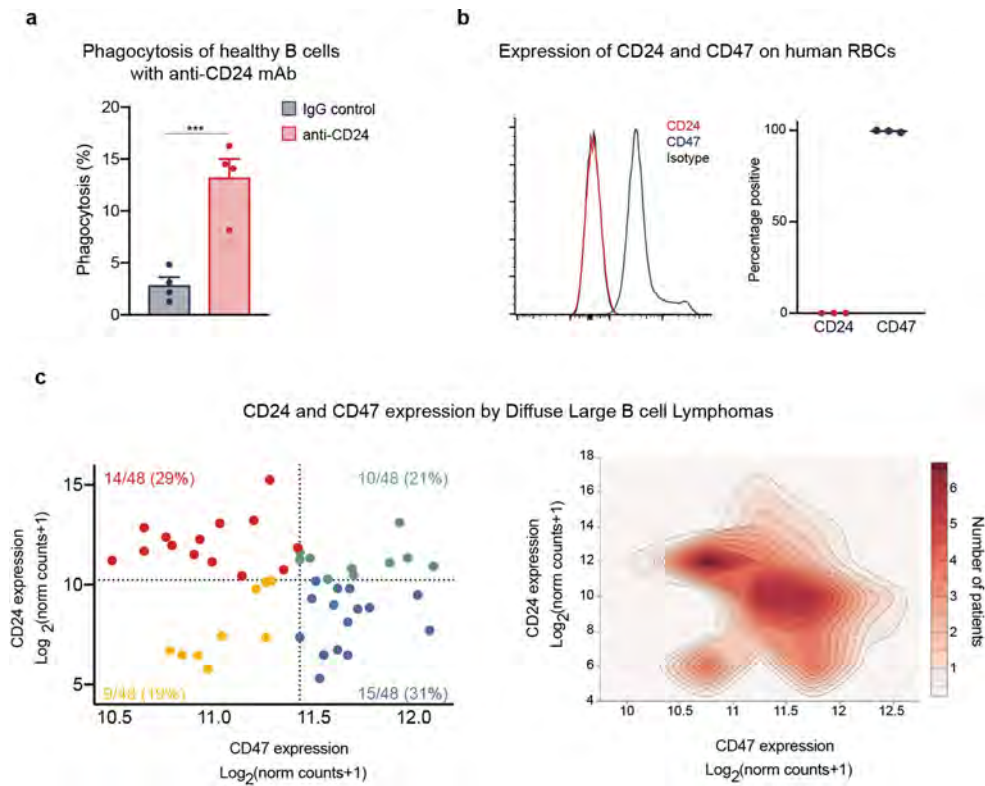 a
Phagocytosis of healthy B cells
with anti-CD24 mAb
20
15
10
5
0
Phagocytosis (%)
***
IgG control
anti-CD24
b
Expression of CD24 and CD47 on human RBCs
CD24
CD47
Isotype
100
50
0
Percentage positive
CD24
CD47
c
CD24 and CD47 expression by Diffuse Large B cell Lymphomas
14/48 (29%)
10/48 (21%)
9/48 (19%)
15/48 (31%)
15
10
5
CD24 expression
Log 2(norm counts+1)
10.5
11.0
11.5
12.0
CD47 expression
Log2(norm counts+1)
18
16
14
12
10
8
6
4
CD24 expression
Log2(norm counts+1)
10
10.5
11
11.5
12
12.5
CD47 expression
Log2(norm counts+1)
6
5
4
3
2
1
Number of patients